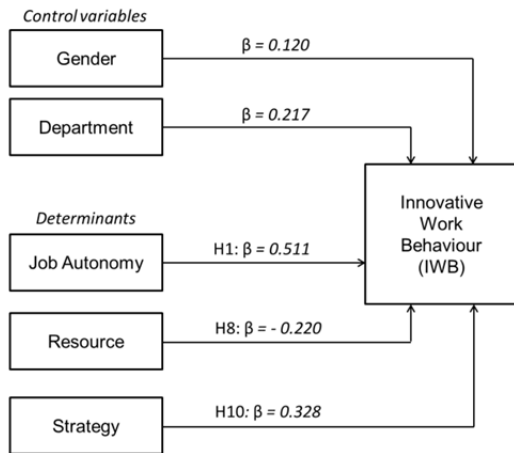 Control variables
Gender
β = 0.120
Department
β = 0.217
Innovative
Work
Behaviour
(IWB)
Determinants
Job Autonomy
H1: β = 0.511
Resource
H8: β = - 0.220
Strategy
H10: β = 0.328